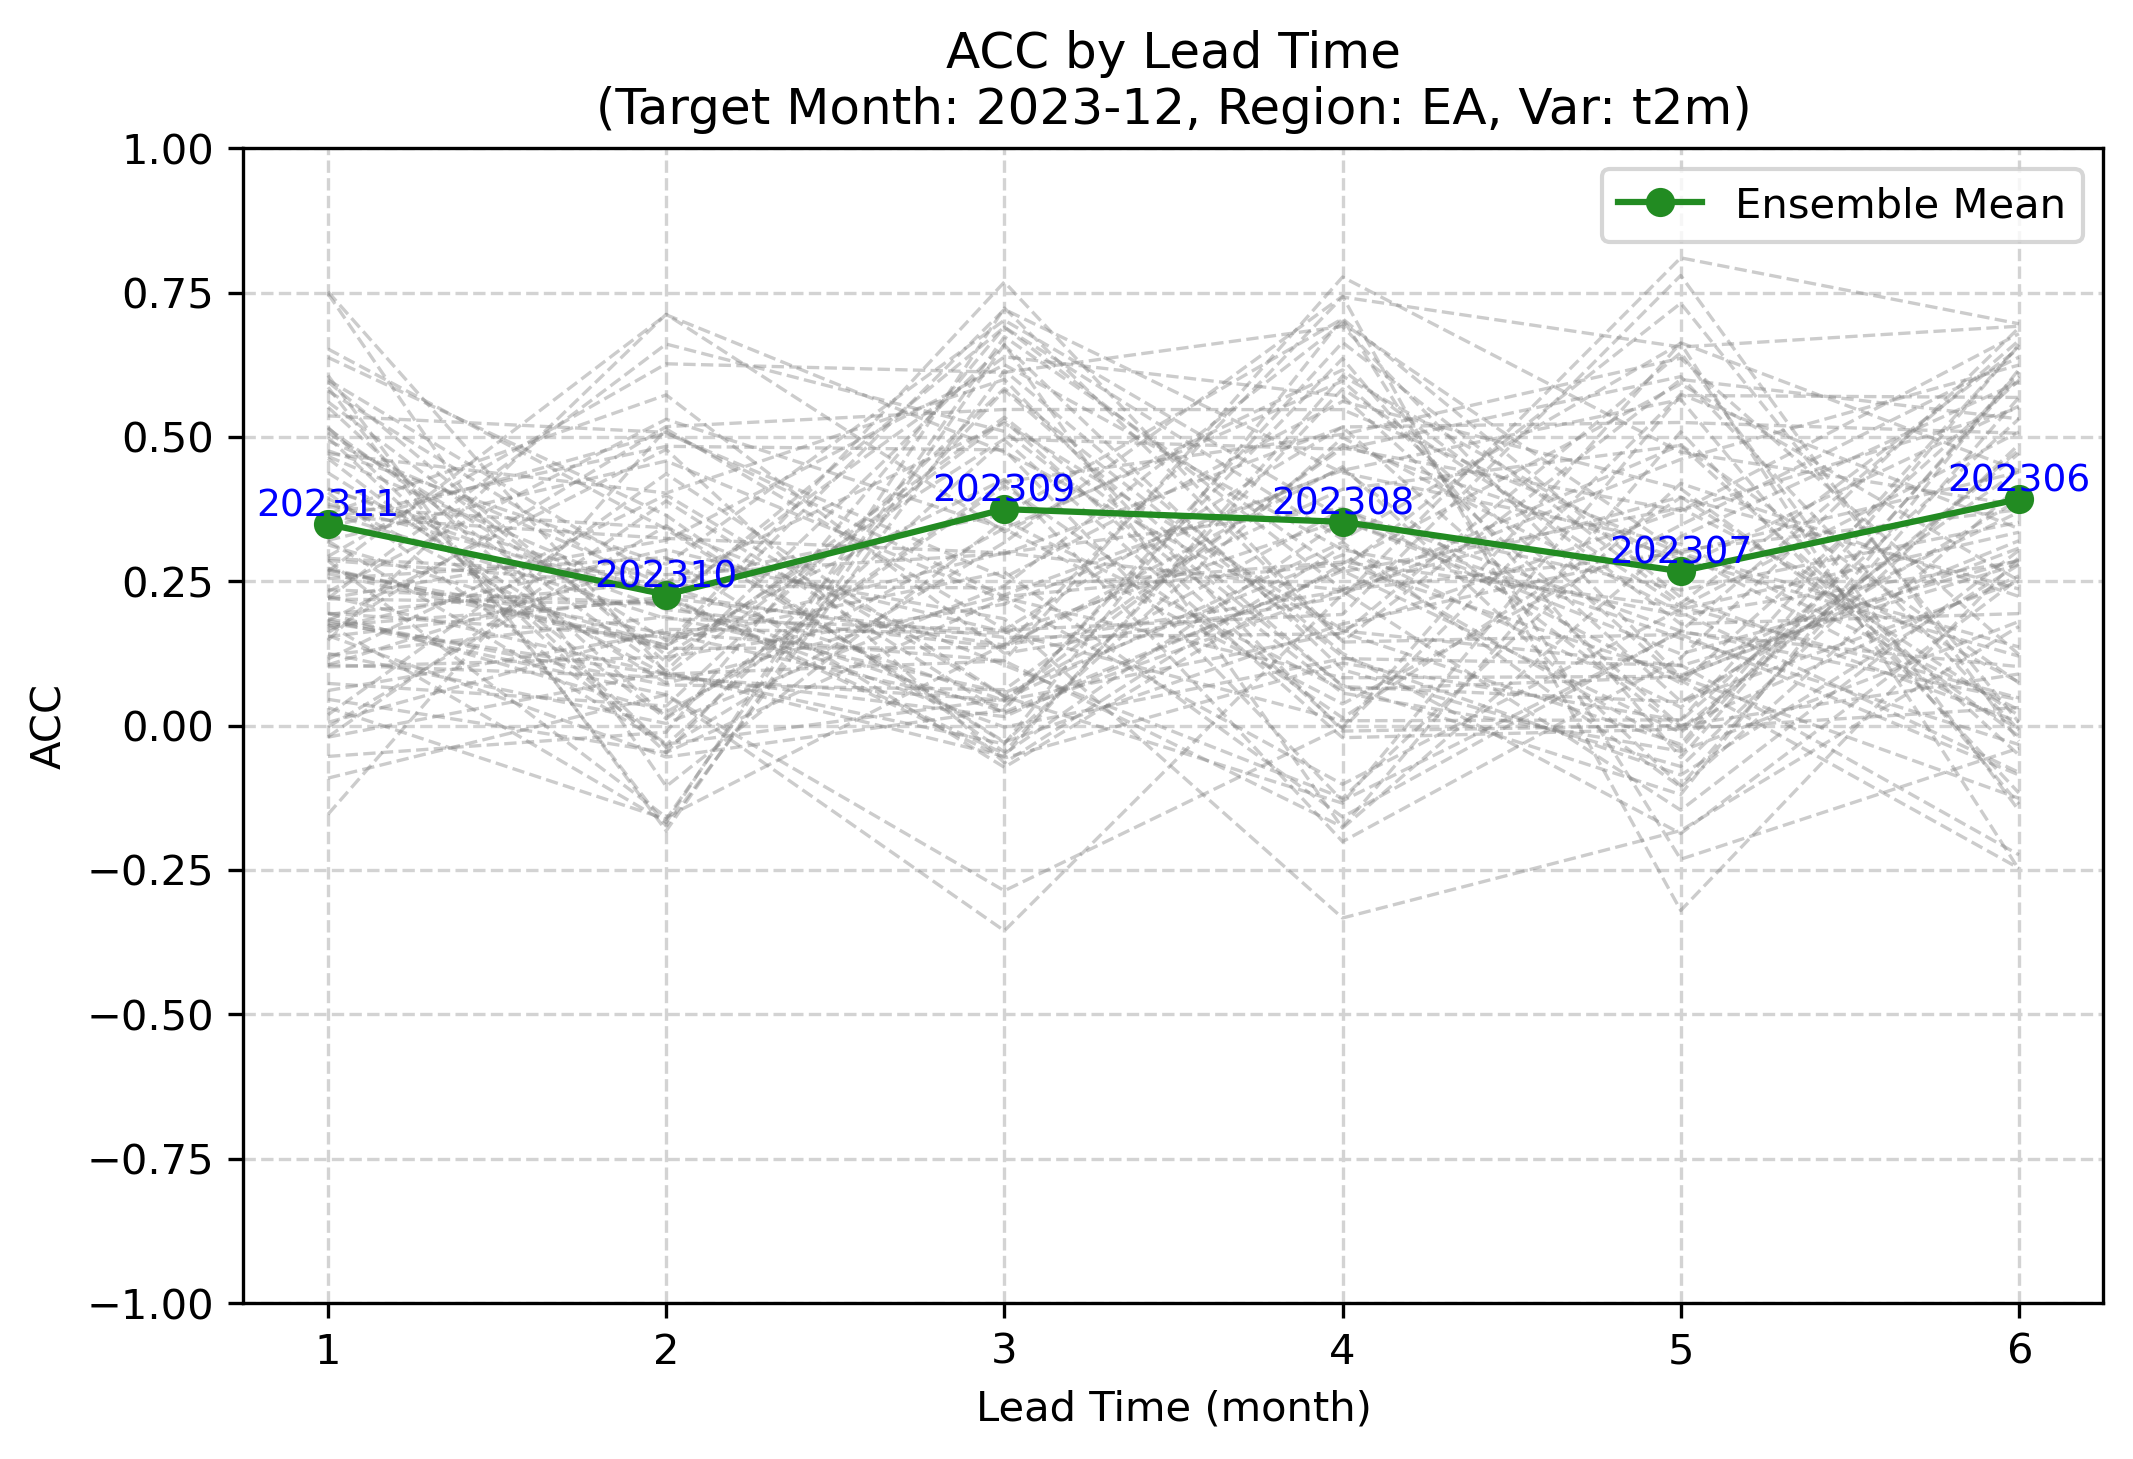 ACC by Lead Time
(Target Month: 2023-12, Region: EA, Var: t2m)
1.00
0.75
0.50
0.25
0.00
−0.25
−0.50
−0.75
−1.00
ACC
Ensemble Mean
202311
202310
202309
202308
202307
202306
1 2 3 4 5 6
Lead Time (month)